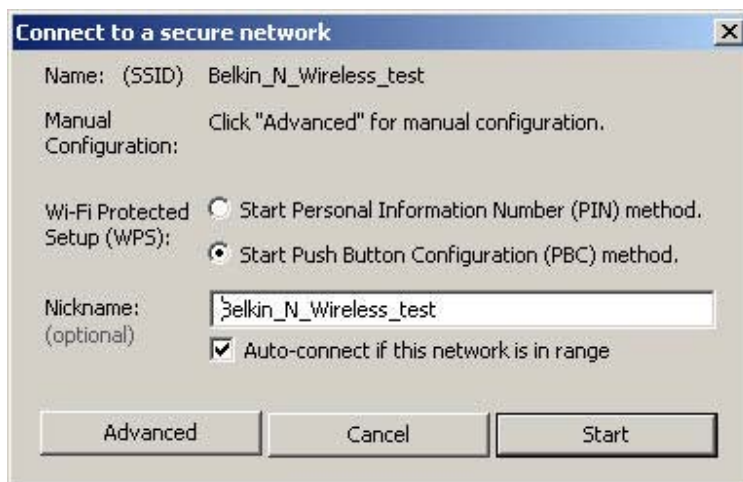 Connect to a secure network
Name: (SSID) Belkin_N_Wireless_test
Manual Configuration: Click "Advanced" for manual configuration.
Wi-Fi Protected Setup (WPS):
Start Personal Information Number (PIN) method.
Start Push Button Configuration (PBC) method.
Nickname: (optional)
Belkin_N_Wireless_test
Auto-connect if this network is in range
Advanced Cancel Start